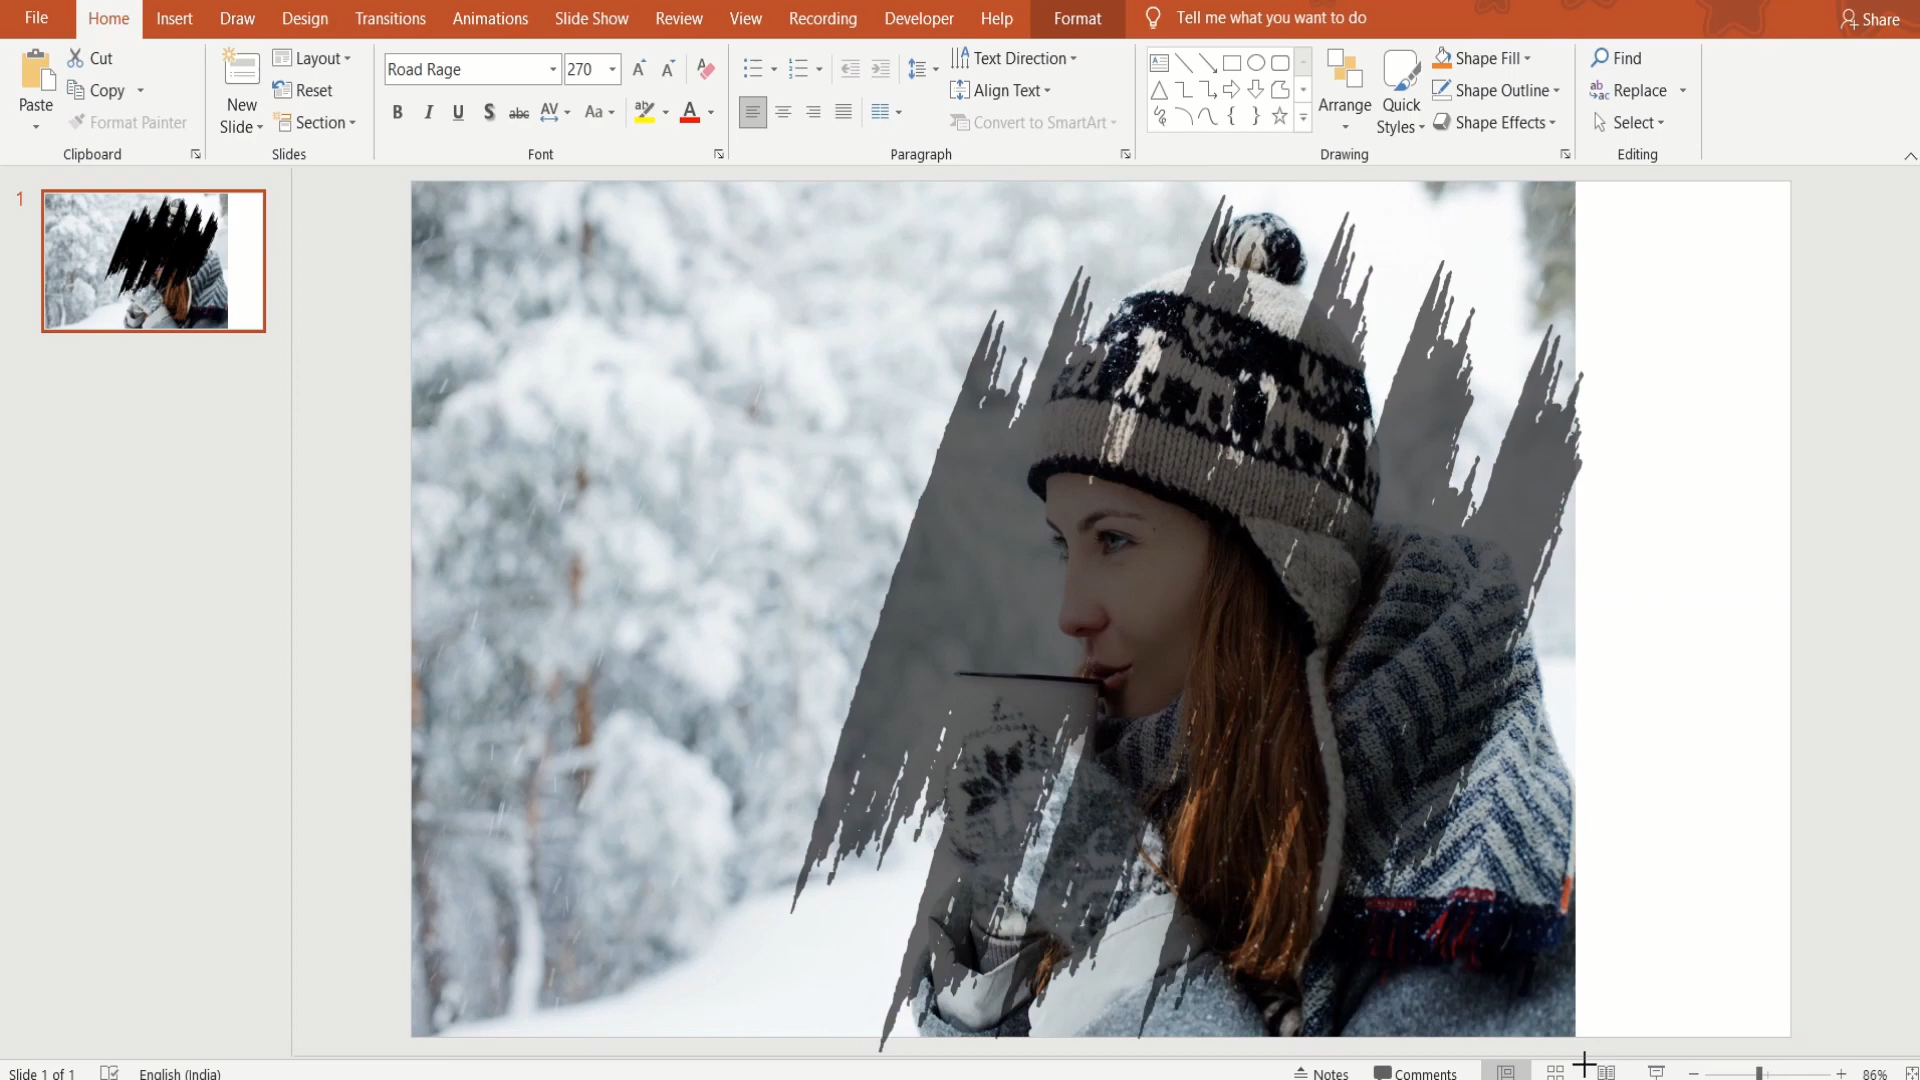 File Home Insert Draw Design Transitions Animations Slide Show Review View Recording Developer Help Format Tell me what you want to do Share
Paste
Cut
Copy
Format Painter
Clipboard
New Slide
Layout
Reset
Section
Slides
Road Rage 270
B I U S abc AV Aa A
Font
Text Direction
Align Text
Convert to SmartArt
Paragraph
Arrange
Quick Styles
Shape Fill
Shape Outline
Shape Effects
Drawing
Find
Replace
Select
Editing
1
Slide 1 of 1 English (India) Notes Comments 86%